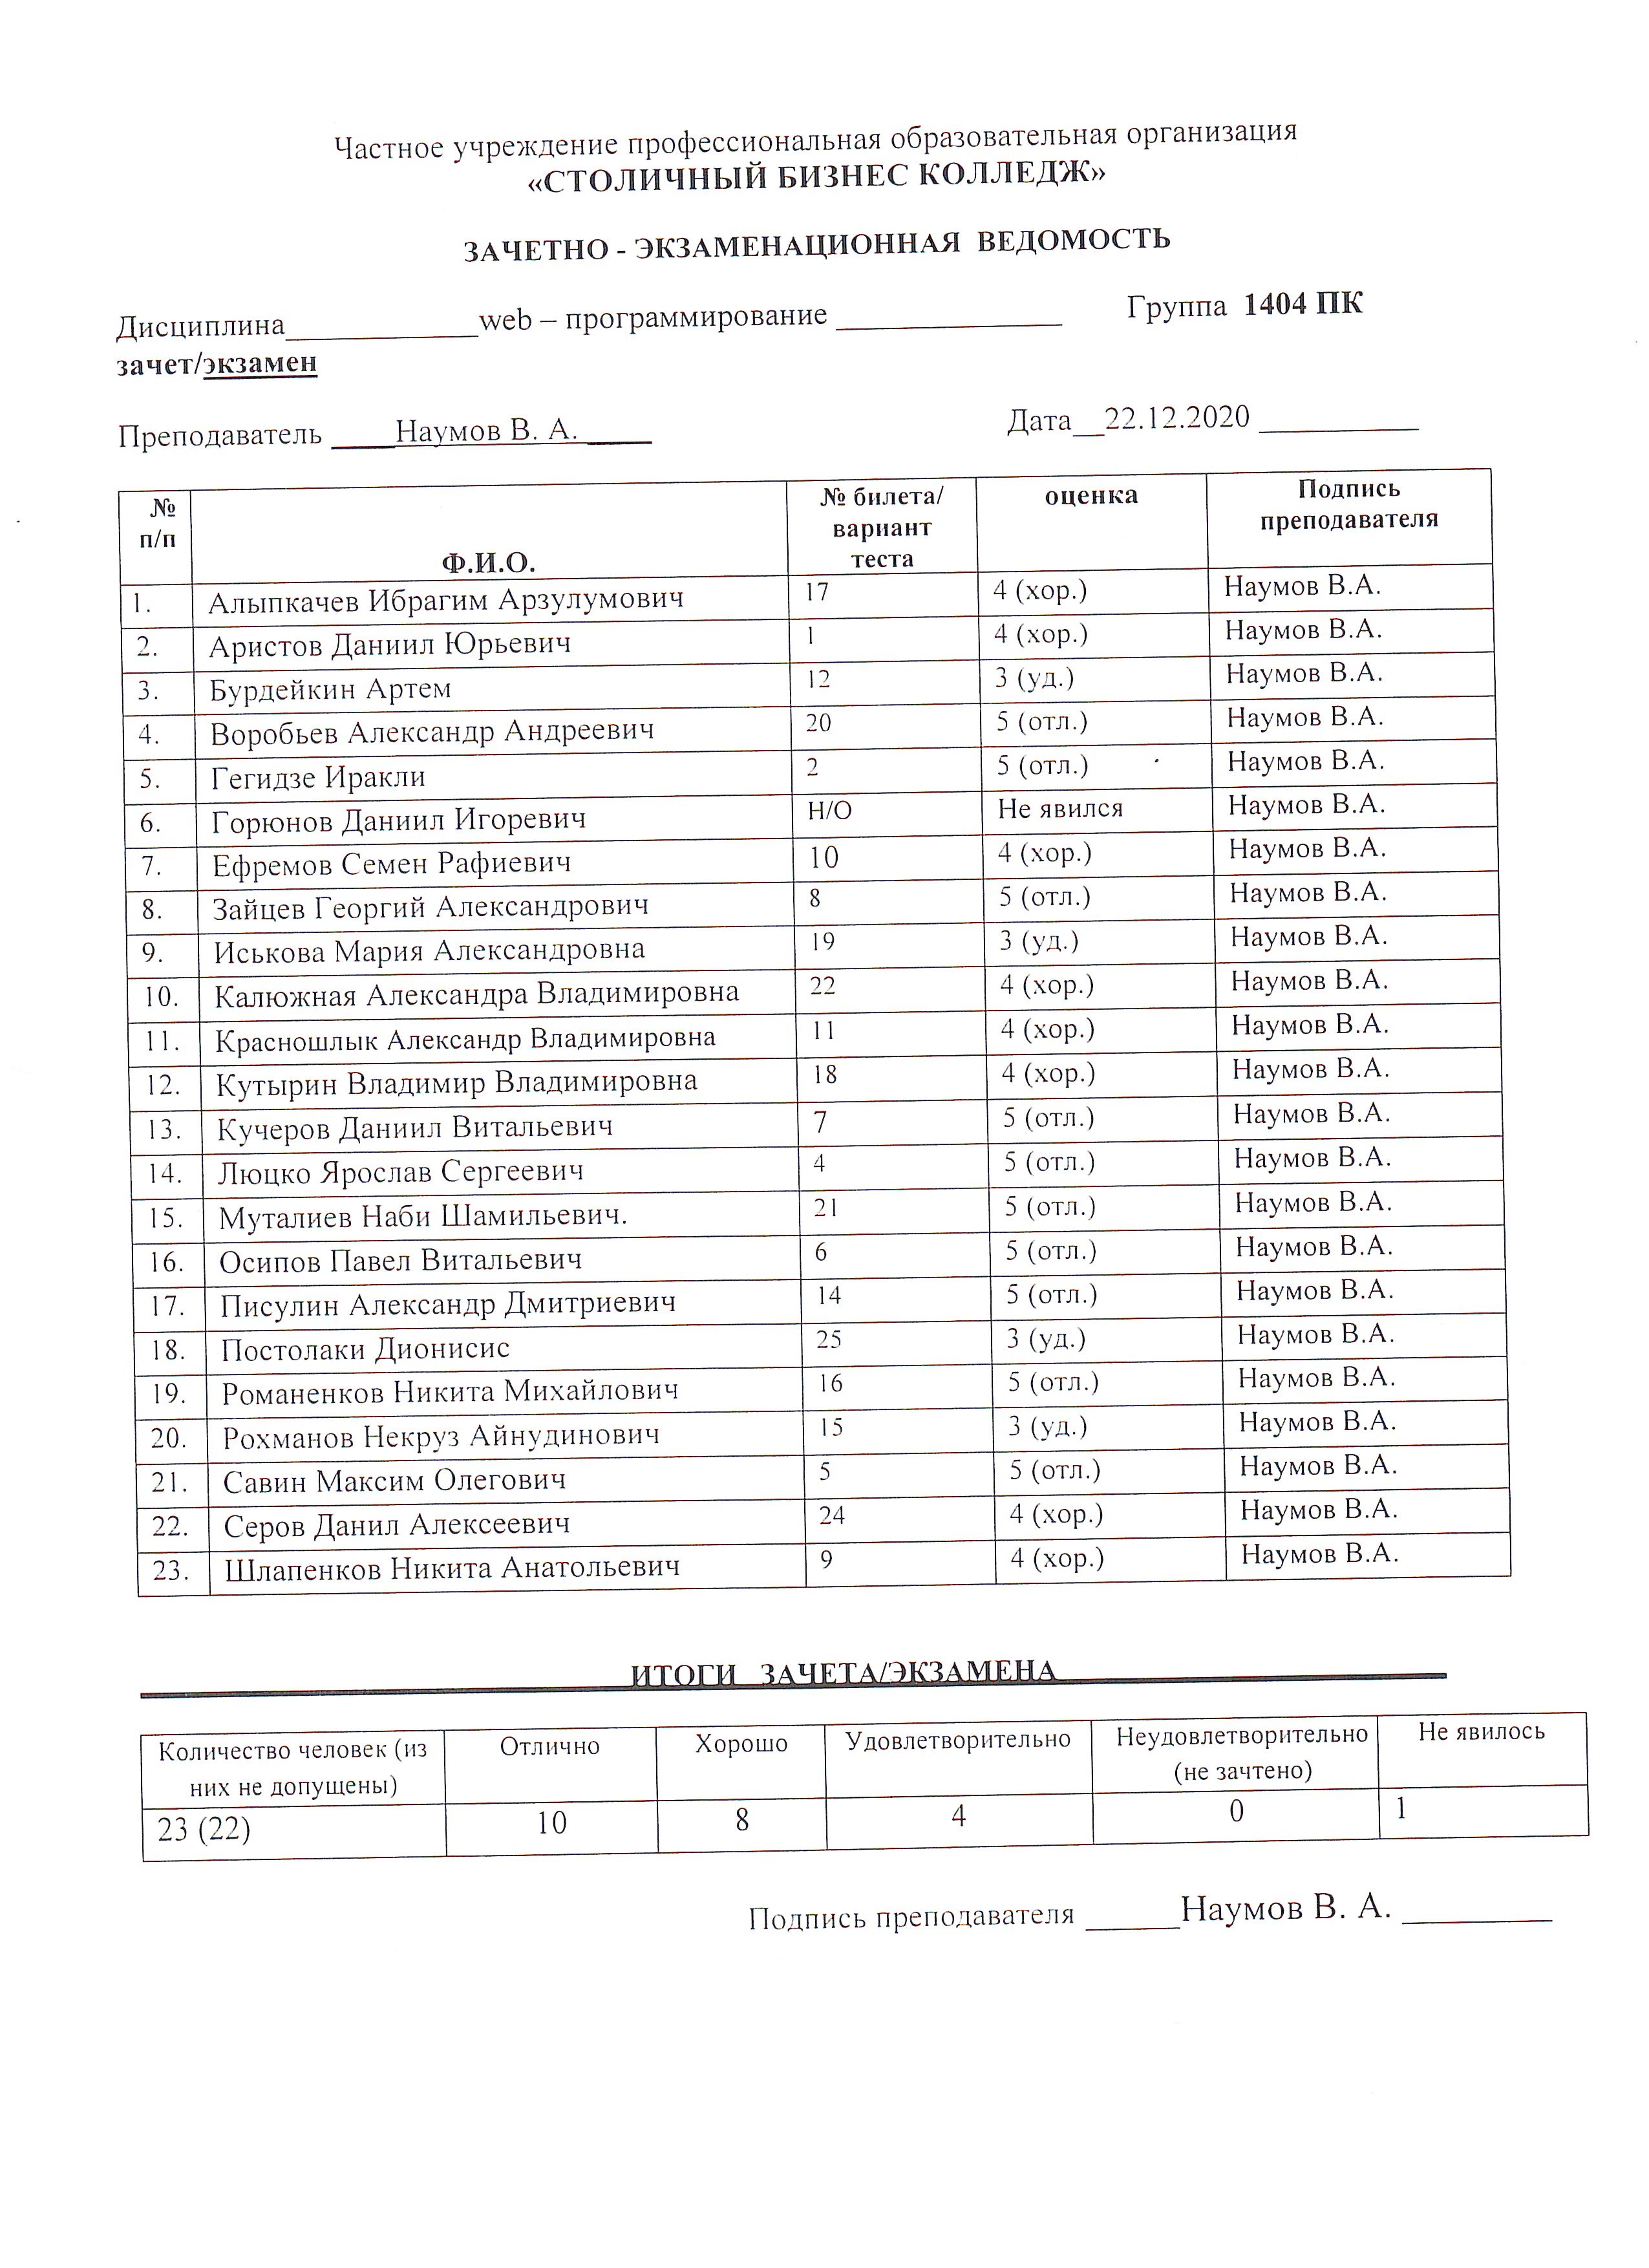 Частное учреждение профессиональная образовательная организация
«СТОЛИЧНЫЙ БИЗНЕС КОЛЛЕДЖ»
ЗАЧЕТНО - ЭКЗАМЕНАЦИОННАЯ ВЕДОМОСТЬ
Дисциплина____________web – программирование ______________ Группа 1404 ПК
зачет/экзамен
Преподаватель ____Наумов В. А. ____ Дата__22.12.2020 __________
№ п/п Ф.И.О. № билета/ вариант теста оценка Подпись преподавателя
1. Алыпкачев Ибрагим Арзулумович 17 4 (хор.) Наумов В.А.
2. Аристов Даниил Юрьевич 1 4 (хор.) Наумов В.А.
3. Бурдейкин Артем 12 3 (уд.) Наумов В.А.
4. Воробьев Александр Андреевич 20 5 (отл.) Наумов В.А.
5. Гегидзе Иракли 2 5 (отл.) Наумов В.А.
6. Горюнов Даниил Игоревич Н/О Не явился Наумов В.А.
7. Ефремов Семен Рафиевич 10 4 (хор.) Наумов В.А.
8. Зайцев Георгий Александрович 8 5 (отл.) Наумов В.А.
9. Иськова Мария Александровна 19 3 (уд.) Наумов В.А.
10. Калюжная Александра Владимировна 22 4 (хор.) Наумов В.А.
11. Красношлык Александр Владимировна 11 4 (хор.) Наумов В.А.
12. Кутырин Владимир Владимировна 18 4 (хор.) Наумов В.А.
13. Кучеров Даниил Витальевич 7 5 (отл.) Наумов В.А.
14. Люцко Ярослав Сергеевич 4 5 (отл.) Наумов В.А.
15. Муталиев Наби Шамильевич. 21 5 (отл.) Наумов В.А.
16. Осипов Павел Витальевич 6 5 (отл.) Наумов В.А.
17. Писулин Александр Дмитриевич 14 5 (отл.) Наумов В.А.
18. Постолаки Дионисис 25 3 (уд.) Наумов В.А.
19. Романенков Никита Михайлович 16 5 (отл.) Наумов В.А.
20. Рохманов Некруз Айнудинович 15 3 (уд.) Наумов В.А.
21. Савин Максим Олегович 5 5 (отл.) Наумов В.А.
22. Серов Данил Алексеевич 24 4 (хор.) Наумов В.А.
23. Шлапенков Никита Анатольевич 9 4 (хор.) Наумов В.А.
ИТОГИ ЗАЧЕТА/ЭКЗАМЕНА
Количество человек (из них не допущены) Отлично Хорошо Удовлетворительно Неудовлетворительно (не зачтено) Не явилось
23 (22) 10 8 4 0 1
Подпись преподавателя ______Наумов В. А. ________